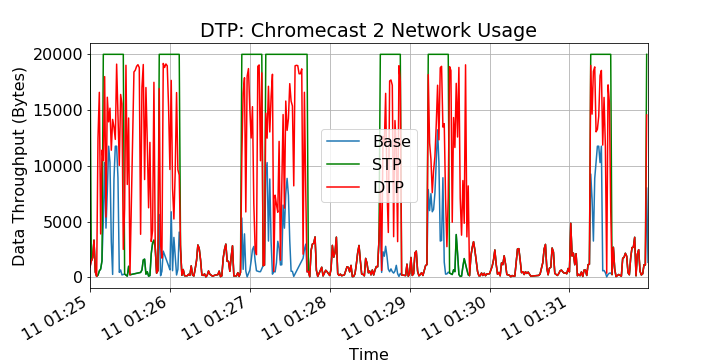 DTP: Chromecast 2 Network Usage
Data Throughput (Bytes)
20000
15000
10000
5000
0
Base
STP
DTP
11 01:25
11 01:26
11 01:27
11 01:28
11 01:29
11 01:30
11 01:31
Time